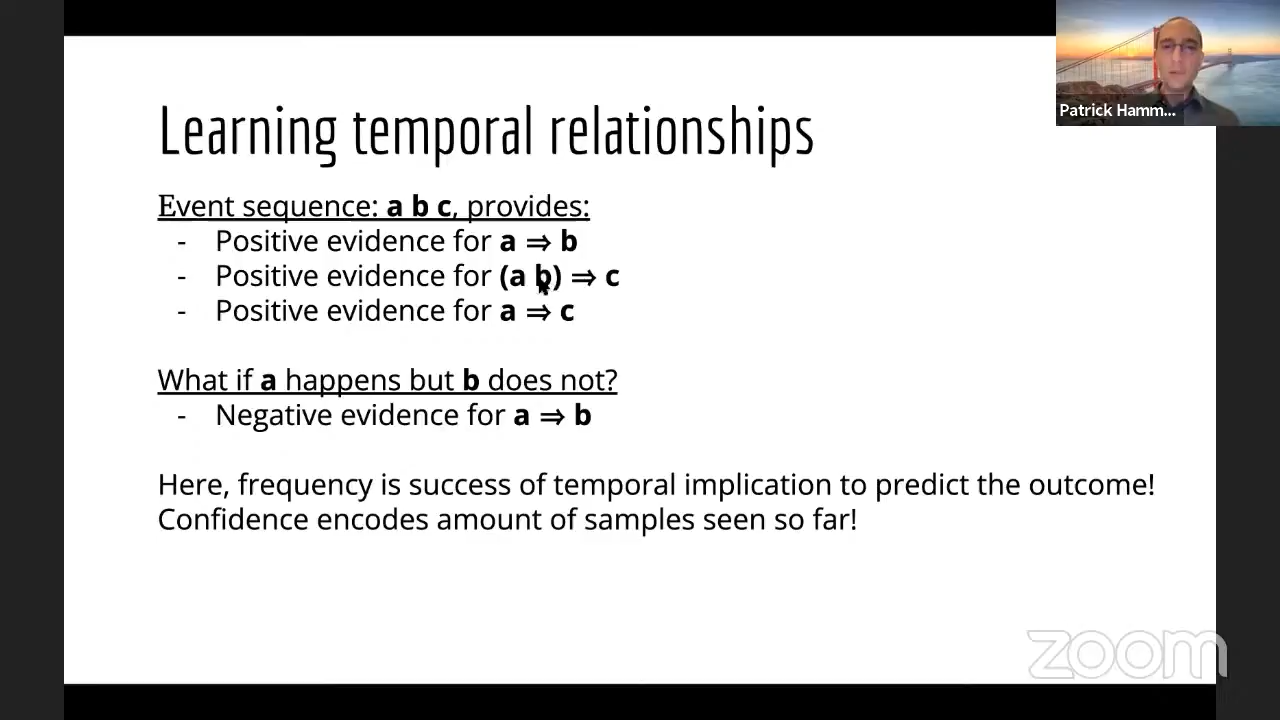 Learning temporal relationships
Event sequence: a b c, provides:
- Positive evidence for a ⇒ b
- Positive evidence for (a b) ⇒ c
- Positive evidence for a ⇒ c
What if a happens but b does not?
- Negative evidence for a ⇒ b
Here, frequency is success of temporal implication to predict the outcome!
Confidence encodes amount of samples seen so far!
Patrick Hamm...
zoom